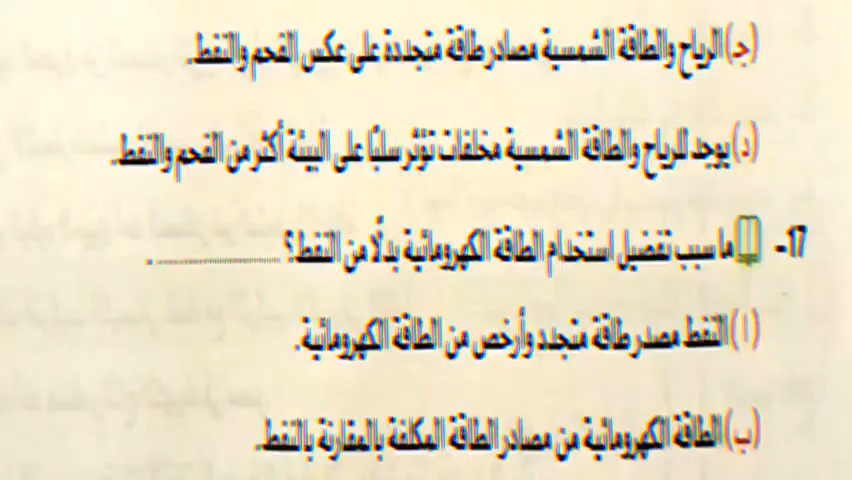 (جـ) الرياح والطاقة الشمسية مصادر طاقة متجددة على عكس الفحم والنفط.
(د) يوجد للرياح والطاقة الشمسية مخلفات تؤثر سلبًا على البيئة أكثر من الفحم والنفط.
17- ما سبب تفضيل استخدام الطاقة الكهرومائية بدلًا من النفط؟ .................... .
(ا) النفط مصدر طاقة متجدد وأرخص من الطاقة الكهرومائية.
(ب) الطاقة الكهرومائية من مصادر الطاقة المكلفة بالمقارنة بالنفط.